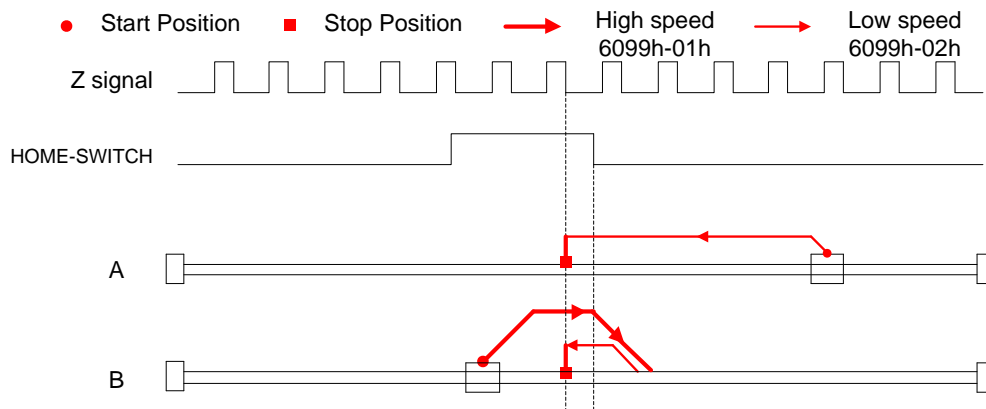 Start Position Stop Position High speed Low speed
6099h-01h 6099h-02h
Z signal
HOME-SWITCH
A
B